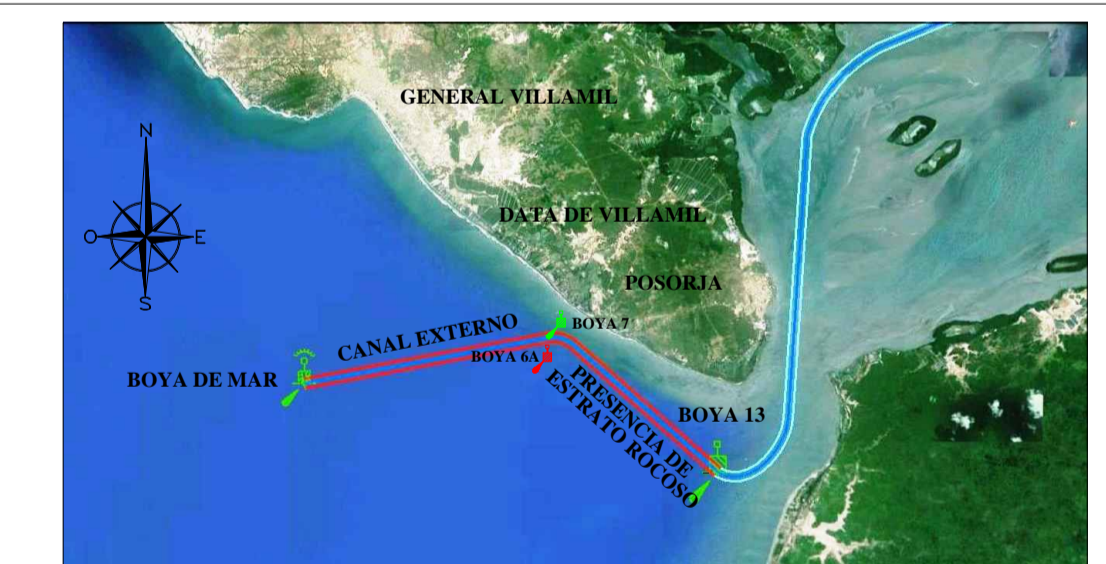 GENERAL VILLAMIL
N
DATA DE VILLAMIL
O
E
POSORJA
S
BOYA 7
CANAL EXTERNO
BOYA 6A
BOYA DE MAR
PRESENCIA DE
ESTRATO ROCOSO
BOYA 13